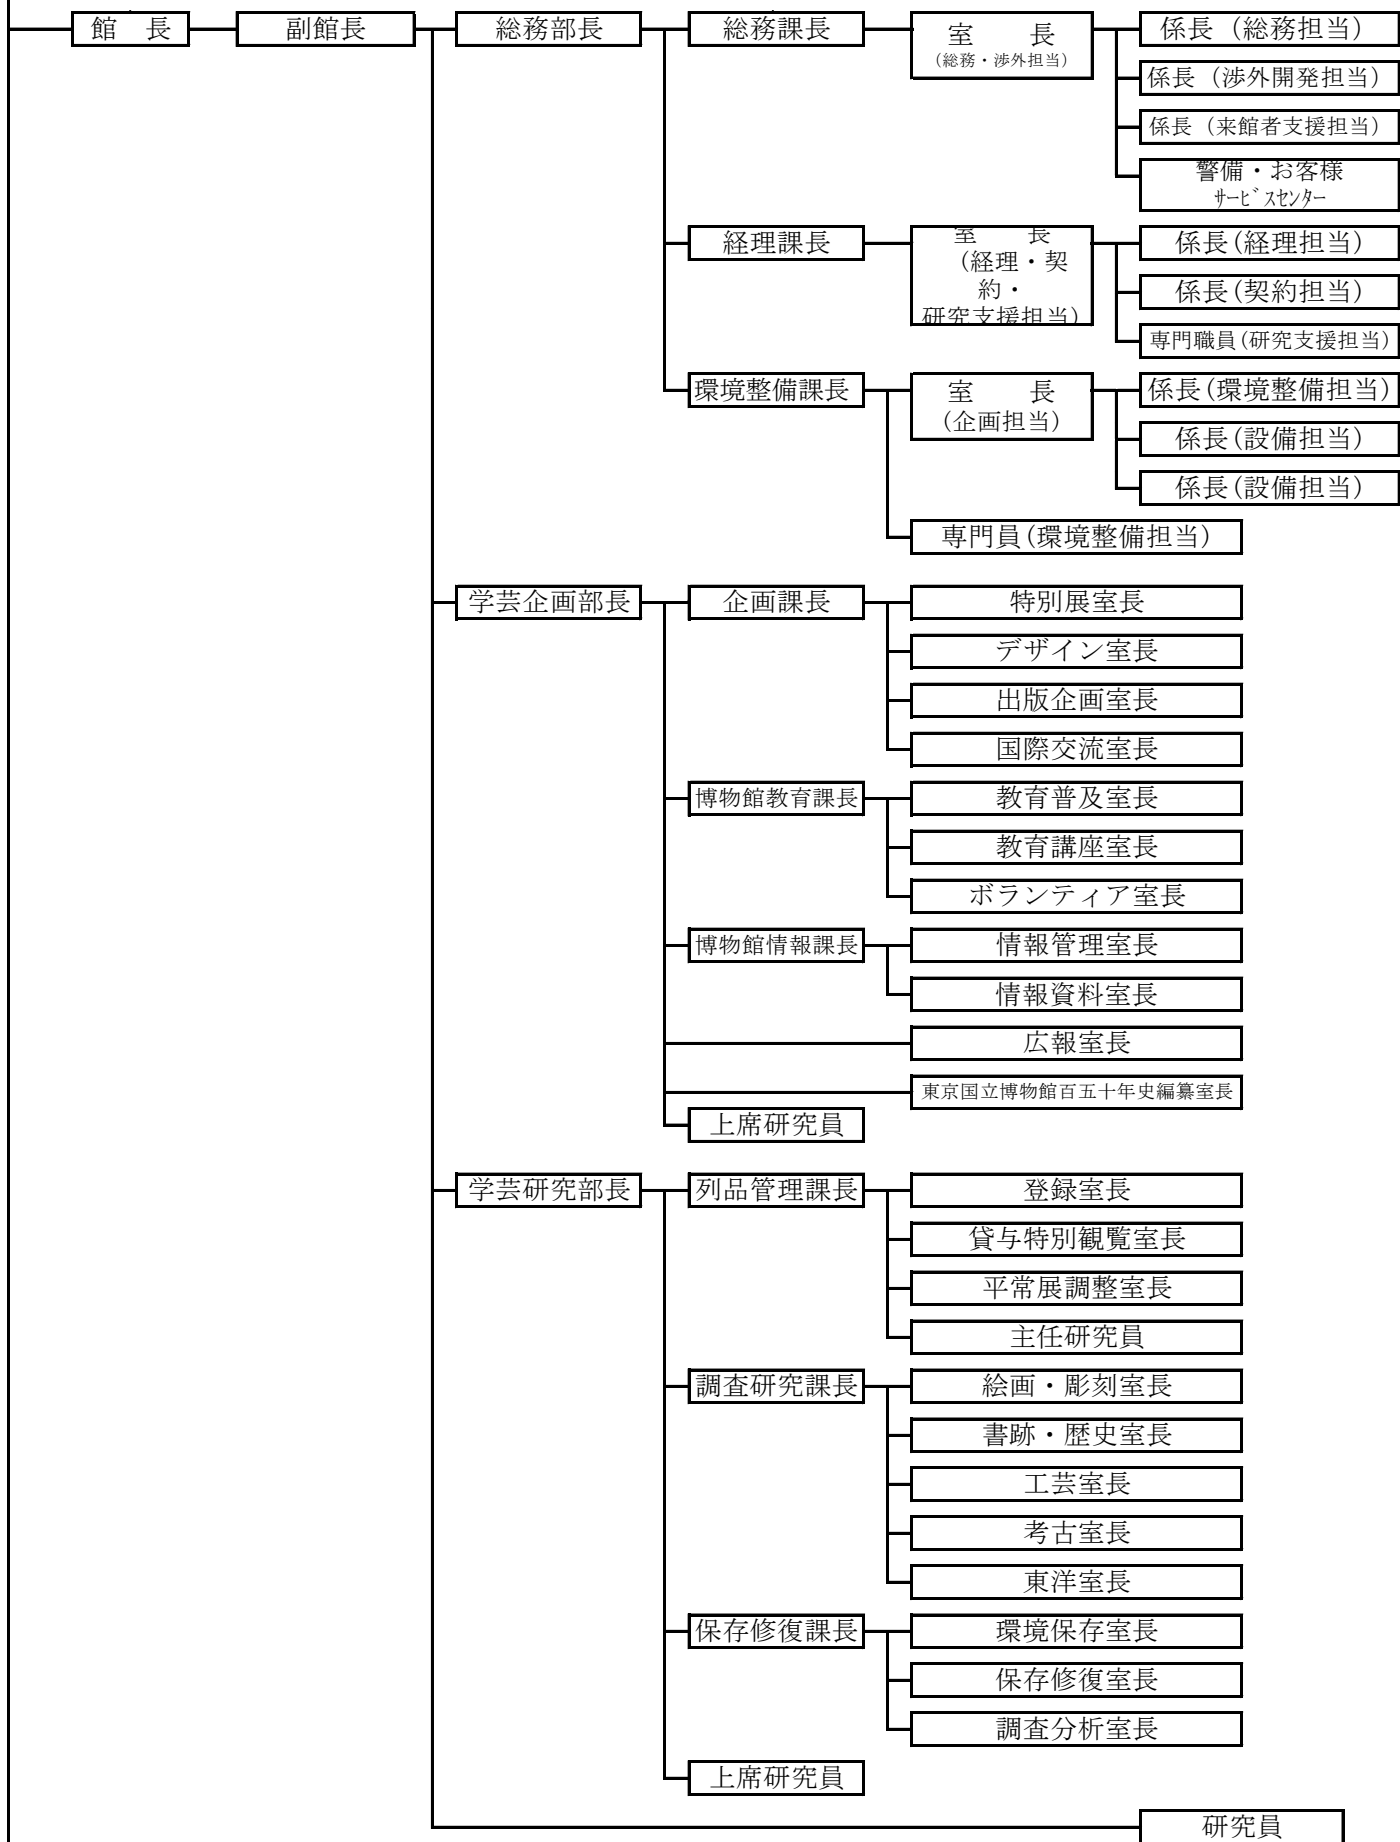 館　長
副館長
総務部長
総務課長
室　　長
（総務・渉外担当）
係長（総務担当）
係長（渉外開発担当）
係長（来館者支援担当）
警備・お客様
ｻｰﾋﾞｽｾﾝﾀｰ
経理課長
室　　長
（経理・契
約・
研究支援担当）
係長(経理担当)
係長(契約担当)
専門職員(研究支援担当)
環境整備課長
室　　長
（企画担当）
係長(環境整備担当)
係長(設備担当)
係長(設備担当)
専門員(環境整備担当)
学芸企画部長
企画課長
特別展室長
デザイン室長
出版企画室長
国際交流室長
博物館教育課長
教育普及室長
教育講座室長
ボランティア室長
博物館情報課長
情報管理室長
情報資料室長
広報室長
東京国立博物館百五十年史編纂室長
上席研究員
学芸研究部長
列品管理課長
登録室長
貸与特別観覧室長
平常展調整室長
主任研究員
調査研究課長
絵画・彫刻室長
書跡・歴史室長
工芸室長
考古室長
東洋室長
保存修復課長
環境保存室長
保存修復室長
調査分析室長
上席研究員
研究員